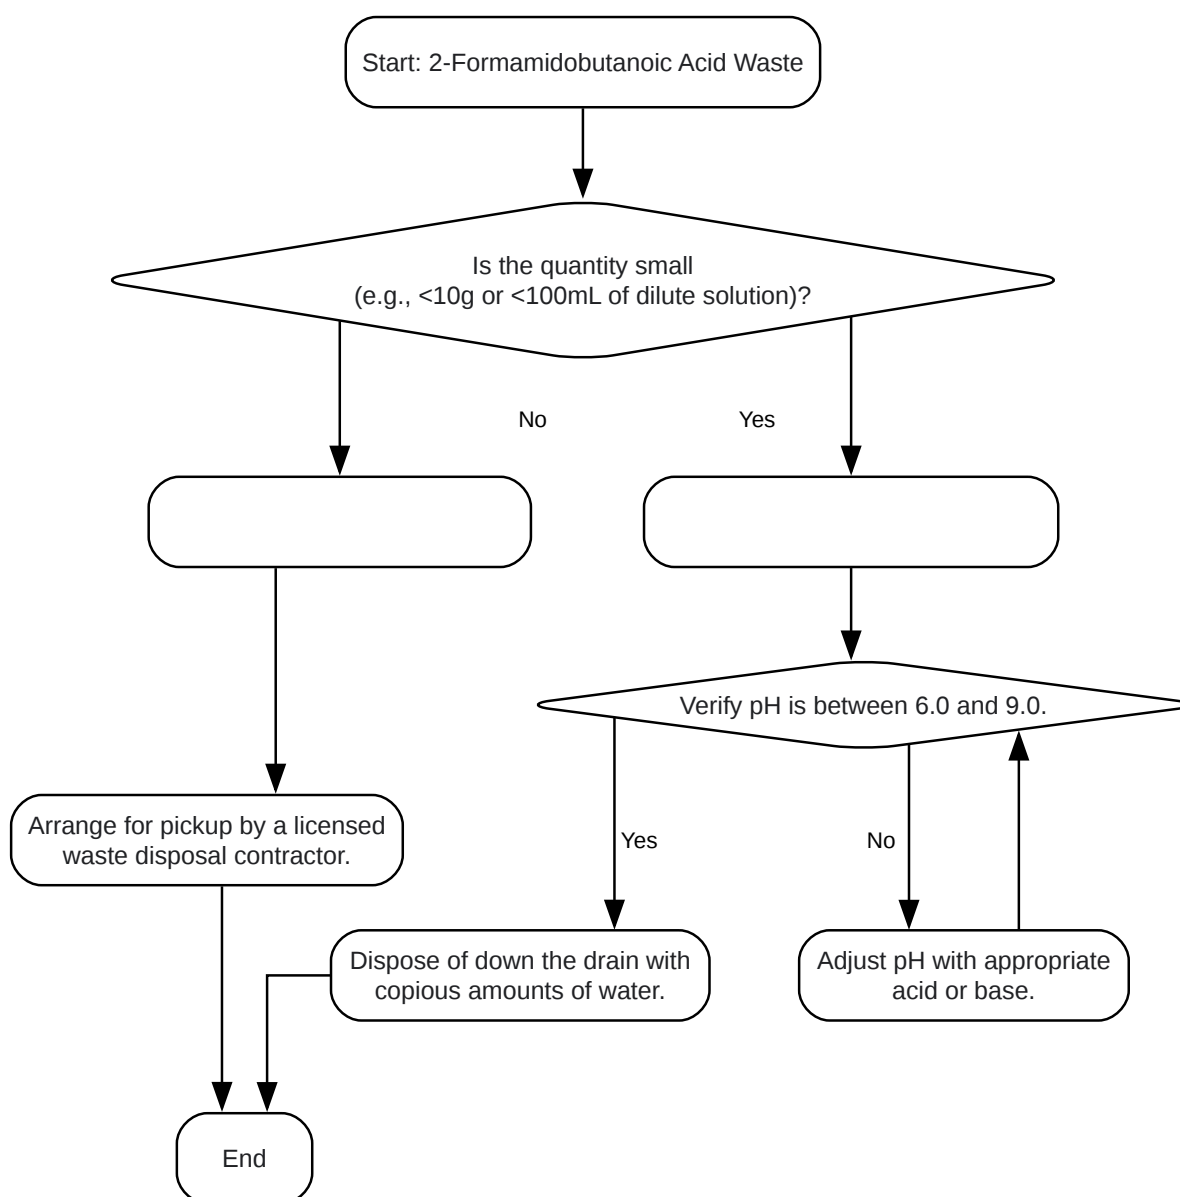 Start: 2-Formamidobutanoic Acid Waste
Is the quantity small
(e.g., <10g or <100mL of dilute solution)?
No
Yes
Verify pH is between 6.0 and 9.0.
Arrange for pickup by a licensed
waste disposal contractor.
Yes
No
Dispose of down the drain with
copious amounts of water.
Adjust pH with appropriate
acid or base.
End